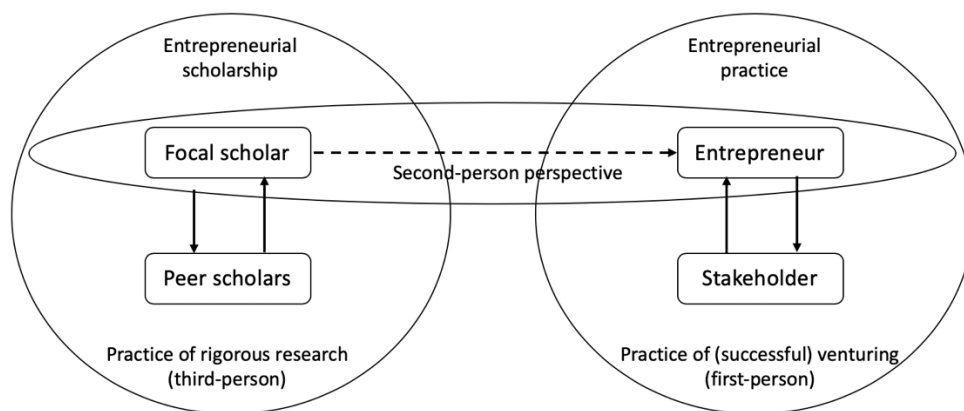 Entrepreneurial
scholarship
Entrepreneurial
practice
Focal scholar
Entrepreneur
Second-person perspective
Peer scholars
Stakeholder
Practice of rigorous research
(third-person)
Practice of (successful) venturing
(first-person)